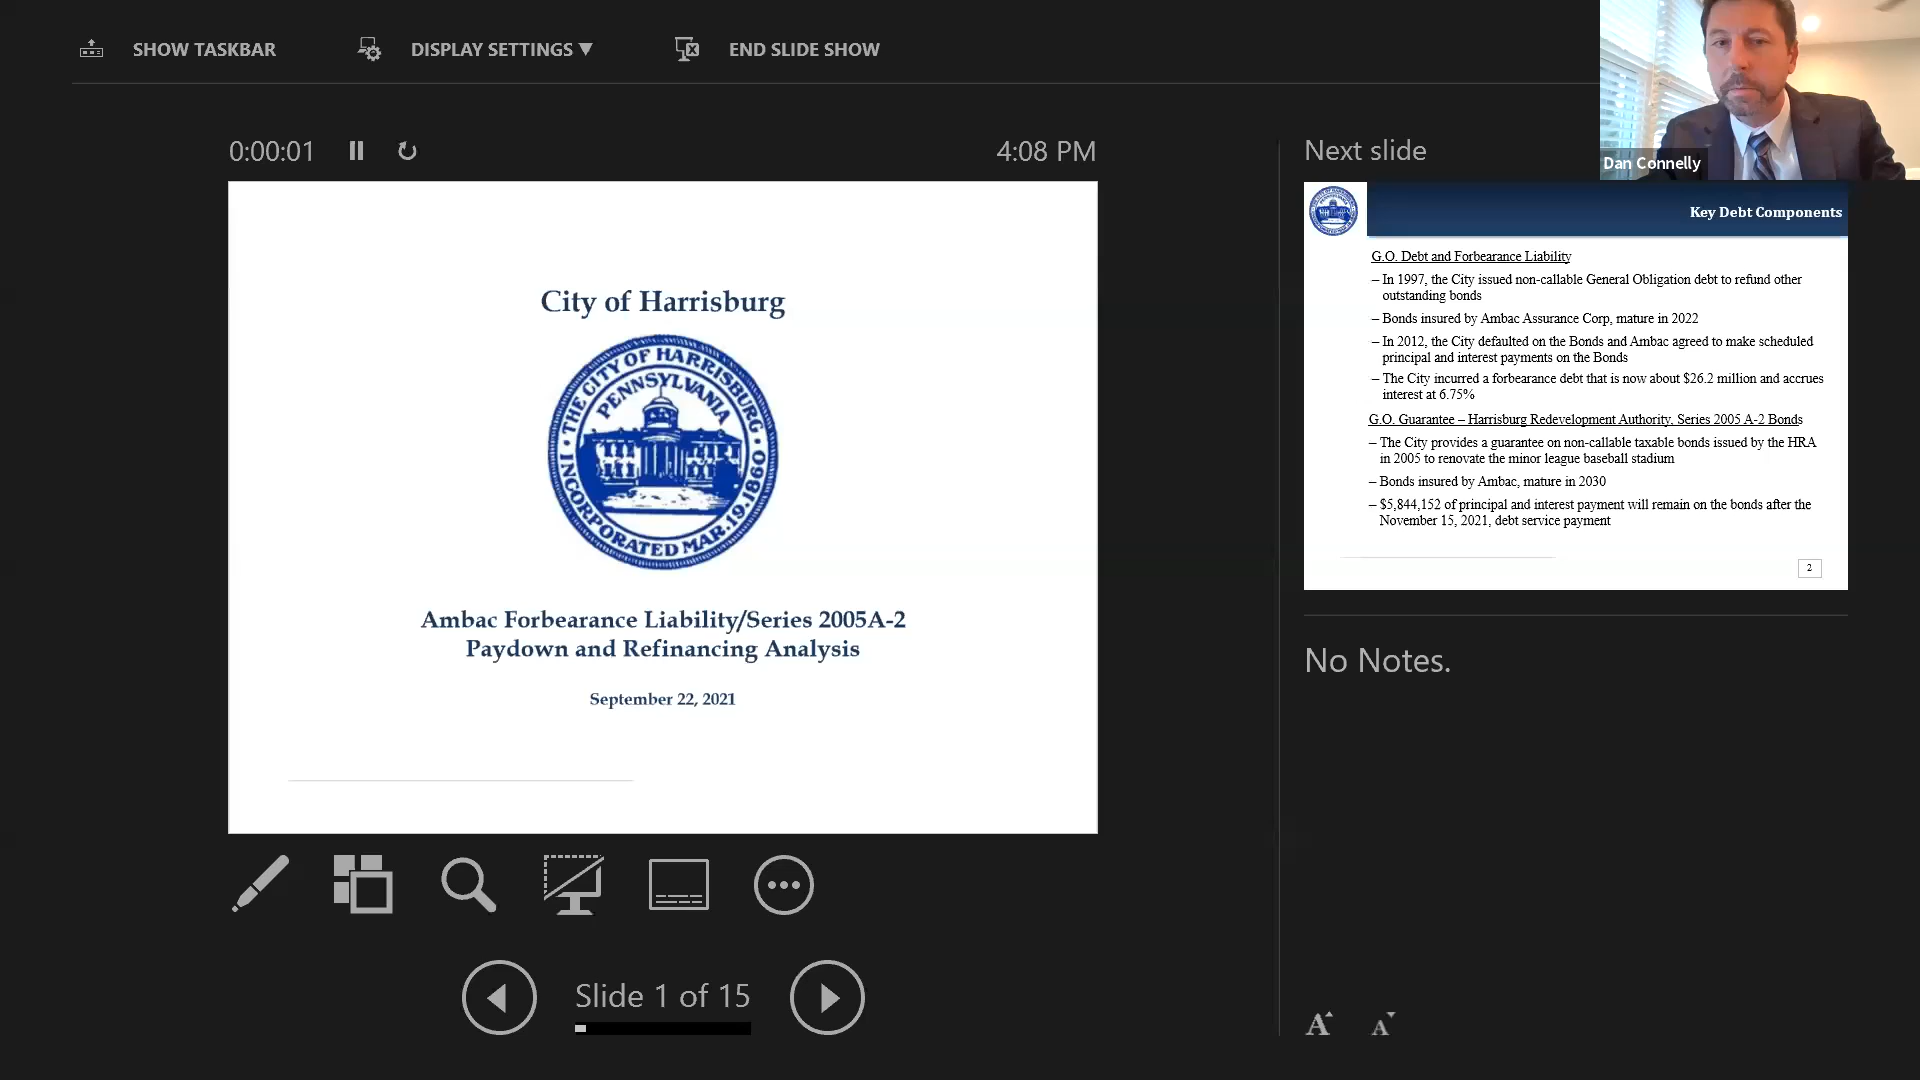 SHOW TASKBAR
DISPLAY SETTINGS ▼
END SLIDE SHOW
Dan Connelly
0:00:01
4:08 PM
City of Harrisburg
THE CITY OF HARRISBURG
PENNSYLVANIA
INCORPORATED MAR.19.1860
Ambac Forbearance Liability/Series 2005A-2
Paydown and Refinancing Analysis
September 22, 2021
Slide 1 of 15
Next slide
Key Debt Components
G.O. Debt and Forbearance Liability
– In 1997, the City issued non-callable General Obligation debt to refund other
outstanding bonds
– Bonds insured by Ambac Assurance Corp, mature in 2022
– In 2012, the City defaulted on the Bonds and Ambac agreed to make scheduled
principal and interest payments on the Bonds
– The City incurred a forbearance debt that is now about $26.2 million and accrues
interest at 6.75%
G.O. Guarantee – Harrisburg Redevelopment Authority, Series 2005 A-2 Bonds
– The City provides a guarantee on non-callable taxable bonds issued by the HRA
in 2005 to renovate the minor league baseball stadium
– Bonds insured by Ambac, mature in 2030
– $5,844,152 of principal and interest payment will remain on the bonds after the
November 15, 2021, debt service payment
2
No Notes.
A A